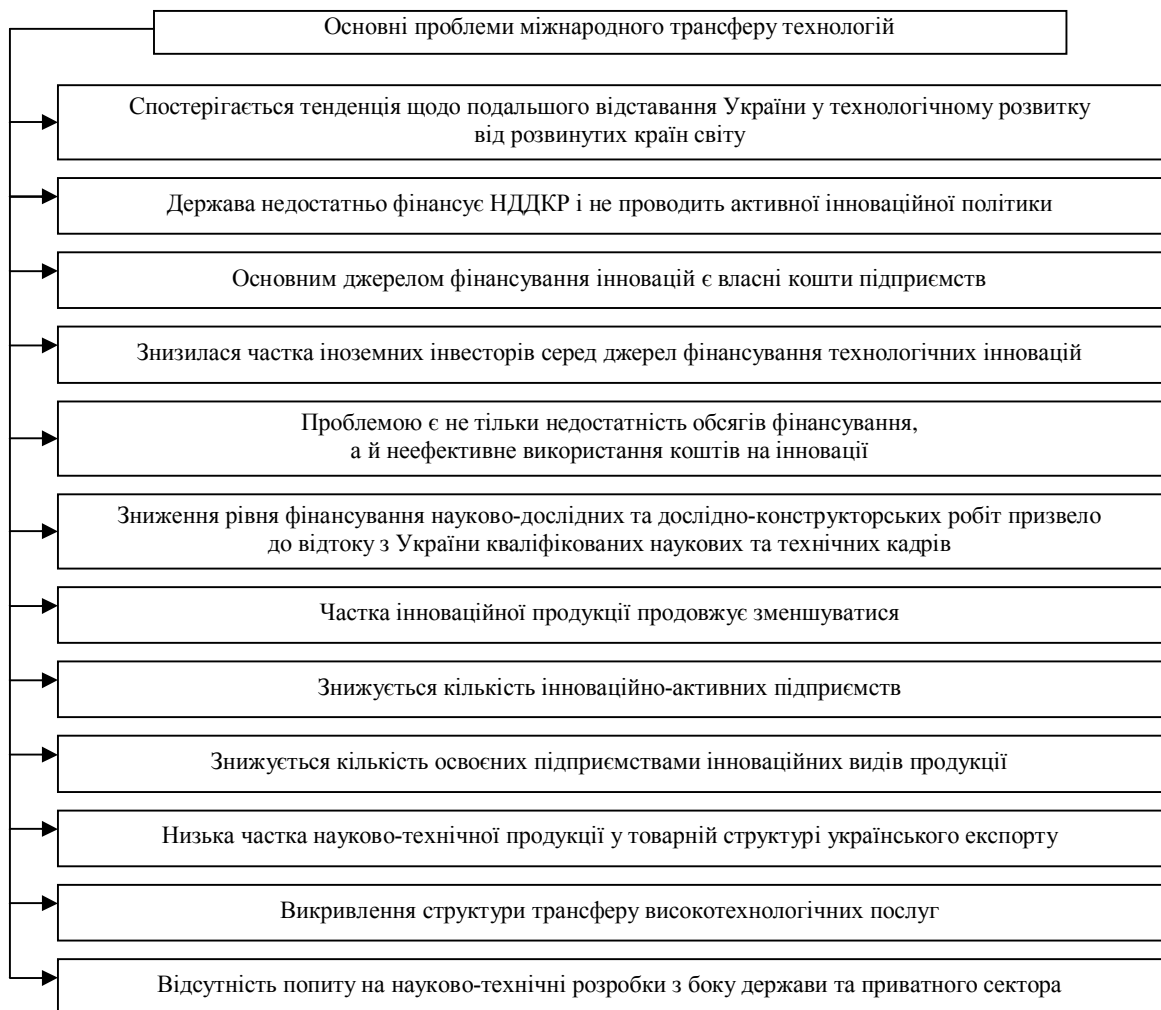 Основні проблеми міжнародного трансферу технологій
Спостерігається тенденція щодо подальшого відставання України у технологічному розвитку
від розвинутих країн світу
Держава недостатньо фінансує НДДКР і не проводить активної інноваційної політики
Основним джерелом фінансування інновацій є власні кошти підприємств
Знизилася частка іноземних інвесторів серед джерел фінансування технологічних інновацій
Проблемою є не тільки недостатність обсягів фінансування,
а й неефективне використання коштів на інновації
Зниження рівня фінансування науково-дослідних та дослідно-конструкторських робіт призвело
до відтоку з України кваліфікованих наукових та технічних кадрів
Частка інноваційної продукції продовжує зменшуватися
Знижується кількість інноваційно-активних підприємств
Знижується кількість освоєних підприємствами інноваційних видів продукції
Низька частка науково-технічної продукції у товарній структурі українського експорту
Викривлення структури трансферу високотехнологічних послуг
Відсутність попиту на науково-технічні розробки з боку держави та приватного сектора